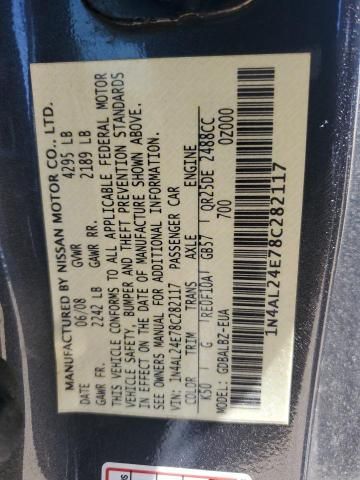 MANUFACTURED BY NISSAN MOTOR CO., LTD.
DATE 06/08 GVWR 4295 LB
GAWR FR. 2242 LB GAWR RR. 2189 LB
THIS VEHICLE CONFORMS TO ALL APPLICABLE FEDERAL MOTOR
VEHICLE SAFETY, BUMPER AND THEFT PREVENTION STANDARDS
IN EFFECT ON THE DATE OF MANUFACTURE SHOWN ABOVE.
SEE OWNERS MANUAL FOR ADDITIONAL INFORMATION.
VIN: 1N4AL24E78C282117 PASSENGER CAR
COLOR TRIM TRANS AXLE ENGINE
K50 G RE0F10A GB57 QR25DE 2488CC
MODEL GDBALBZ-EUA 700 0Z000
1N4AL24E78C282117